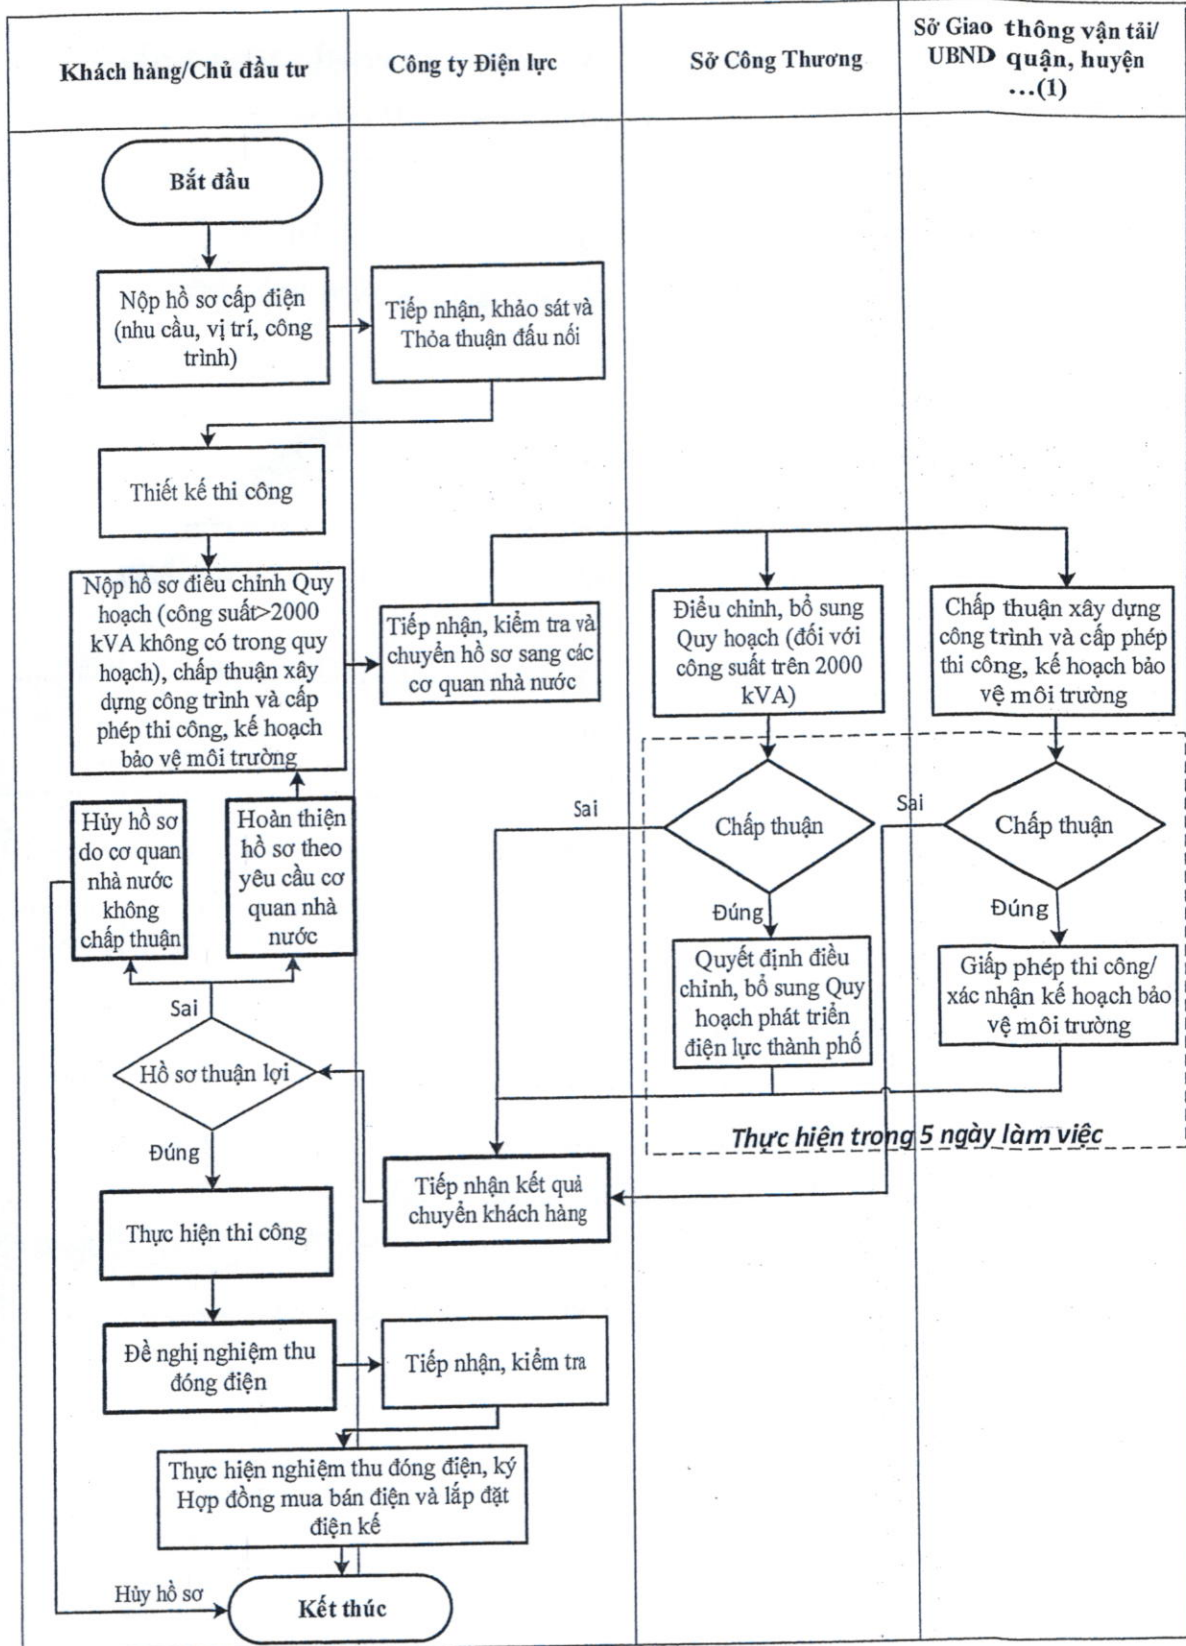 Khách hàng/Chủ đầu tư
Công ty Điện lực
Sở Công Thương
Sở Giao thông vận tải/
UBND quận, huyện
...(1)
Bắt đầu
Nộp hồ sơ cấp điện
(nhu cầu, vị trí, công
trình)
Tiếp nhận, khảo sát và
Thỏa thuận đấu nối
Thiết kế thi công
Nộp hồ sơ điều chỉnh Quy
hoạch (công suất>2000
kVA không có trong quy
hoạch), chấp thuận xây
dựng công trình và cấp
phép thi công, kế hoạch
bảo vệ môi trường
Tiếp nhận, kiểm tra và
chuyển hồ sơ sang các
cơ quan nhà nước
Điều chỉnh, bổ sung
Quy hoạch (đối với
công suất trên 2000
kVA)
Chấp thuận xây dựng
công trình và cấp phép
thi công, kế hoạch bảo
vệ môi trường
Hủy hồ sơ
do cơ quan
nhà nước
không
chấp thuận
Hoàn thiện
hồ sơ theo
yêu cầu cơ
quan nhà
nước
Sai
Chấp thuận
Sai
Chấp thuận
Đúng
Đúng
Quyết định điều
chỉnh, bổ sung Quy
hoạch phát triển
điện lực thành phố
Giấp phép thi công/
xác nhận kế hoạch bảo
vệ môi trường
Sai
Hồ sơ thuận lợi
Đúng
Thực hiện trong 5 ngày làm việc
Tiếp nhận kết quả
chuyển khách hàng
Thực hiện thi công
Đề nghị nghiệm thu
đóng điện
Tiếp nhận, kiểm tra
Thực hiện nghiệm thu đóng điện, ký
Hợp đồng mua bán điện và lắp đặt
điện kế
Hủy hồ sơ
Kết thúc